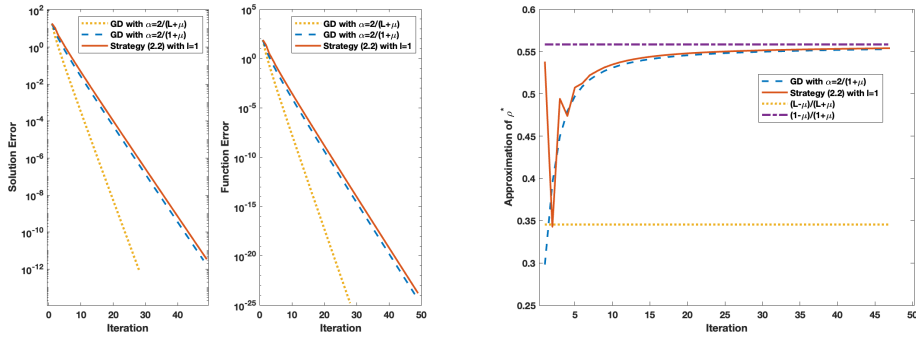 GD with α=2/(L+μ)
GD with α=2/(1+μ)
Strategy (2.2) with l=1
10^2
10^0
10^-2
10^-4
10^-6
10^-8
10^-10
10^-12
Solution Error
0 10 20 30 40
Iteration
GD with α=2/(L+μ)
GD with α=2/(1+μ)
Strategy (2.2) with l=1
10^5
10^0
10^-5
10^-10
10^-15
10^-20
10^-25
Function Error
0 10 20 30 40 50
Iteration
0.6
0.55
0.5
0.45
0.4
0.35
0.3
0.25
Approximation of ρ*
GD with α=2/(1+μ)
Strategy (2.2) with l=1
(L-μ)/(L+μ)
(1-μ)/(1+μ)
5 10 15 20 25 30 35 40 45 50
Iteration